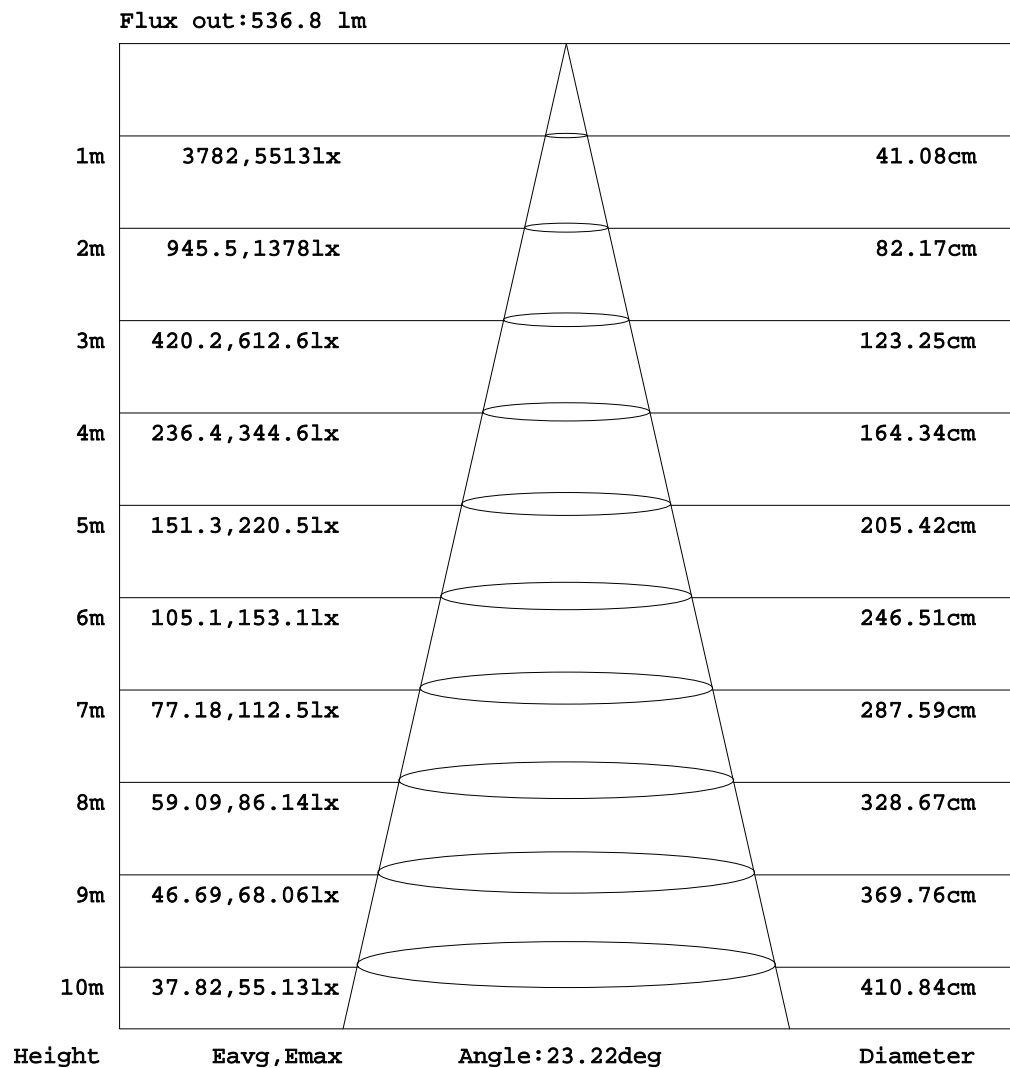 Flux out:536.8 lm
1m 3782,5513lx 41.08cm
2m 945.5,1378lx 82.17cm
3m 420.2,612.6lx 123.25cm
4m 236.4,344.6lx 164.34cm
5m 151.3,220.5lx 205.42cm
6m 105.1,153.1lx 246.51cm
7m 77.18,112.5lx 287.59cm
8m 59.09,86.14lx 328.67cm
9m 46.69,68.06lx 369.76cm
10m 37.82,55.13lx 410.84cm
Height Eavg,Emax Angle:23.22deg Diameter